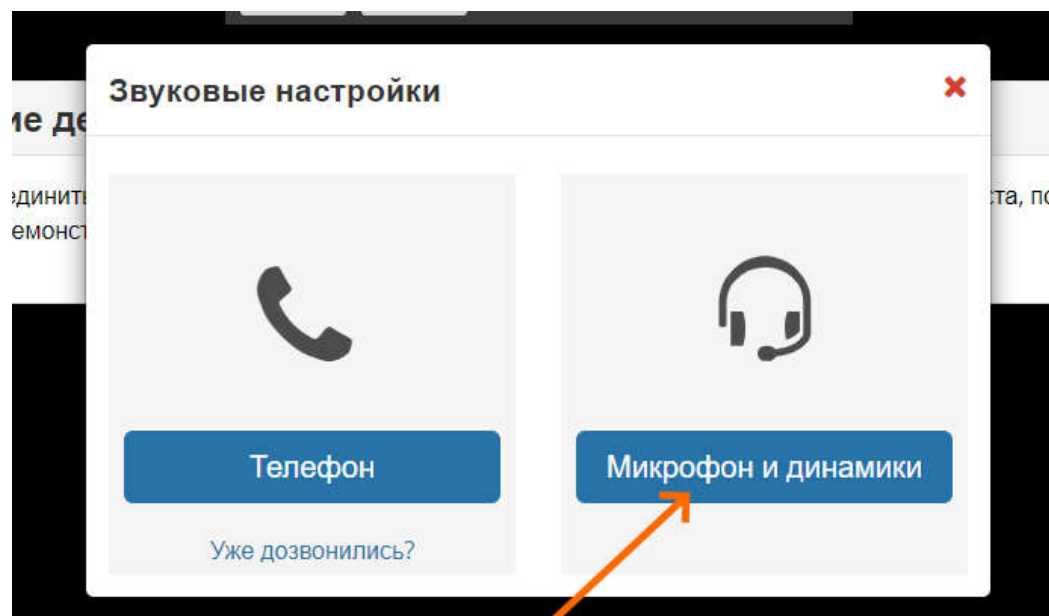 Звуковые настройки
Телефон
Микрофон и динамики
Уже дозвонились?